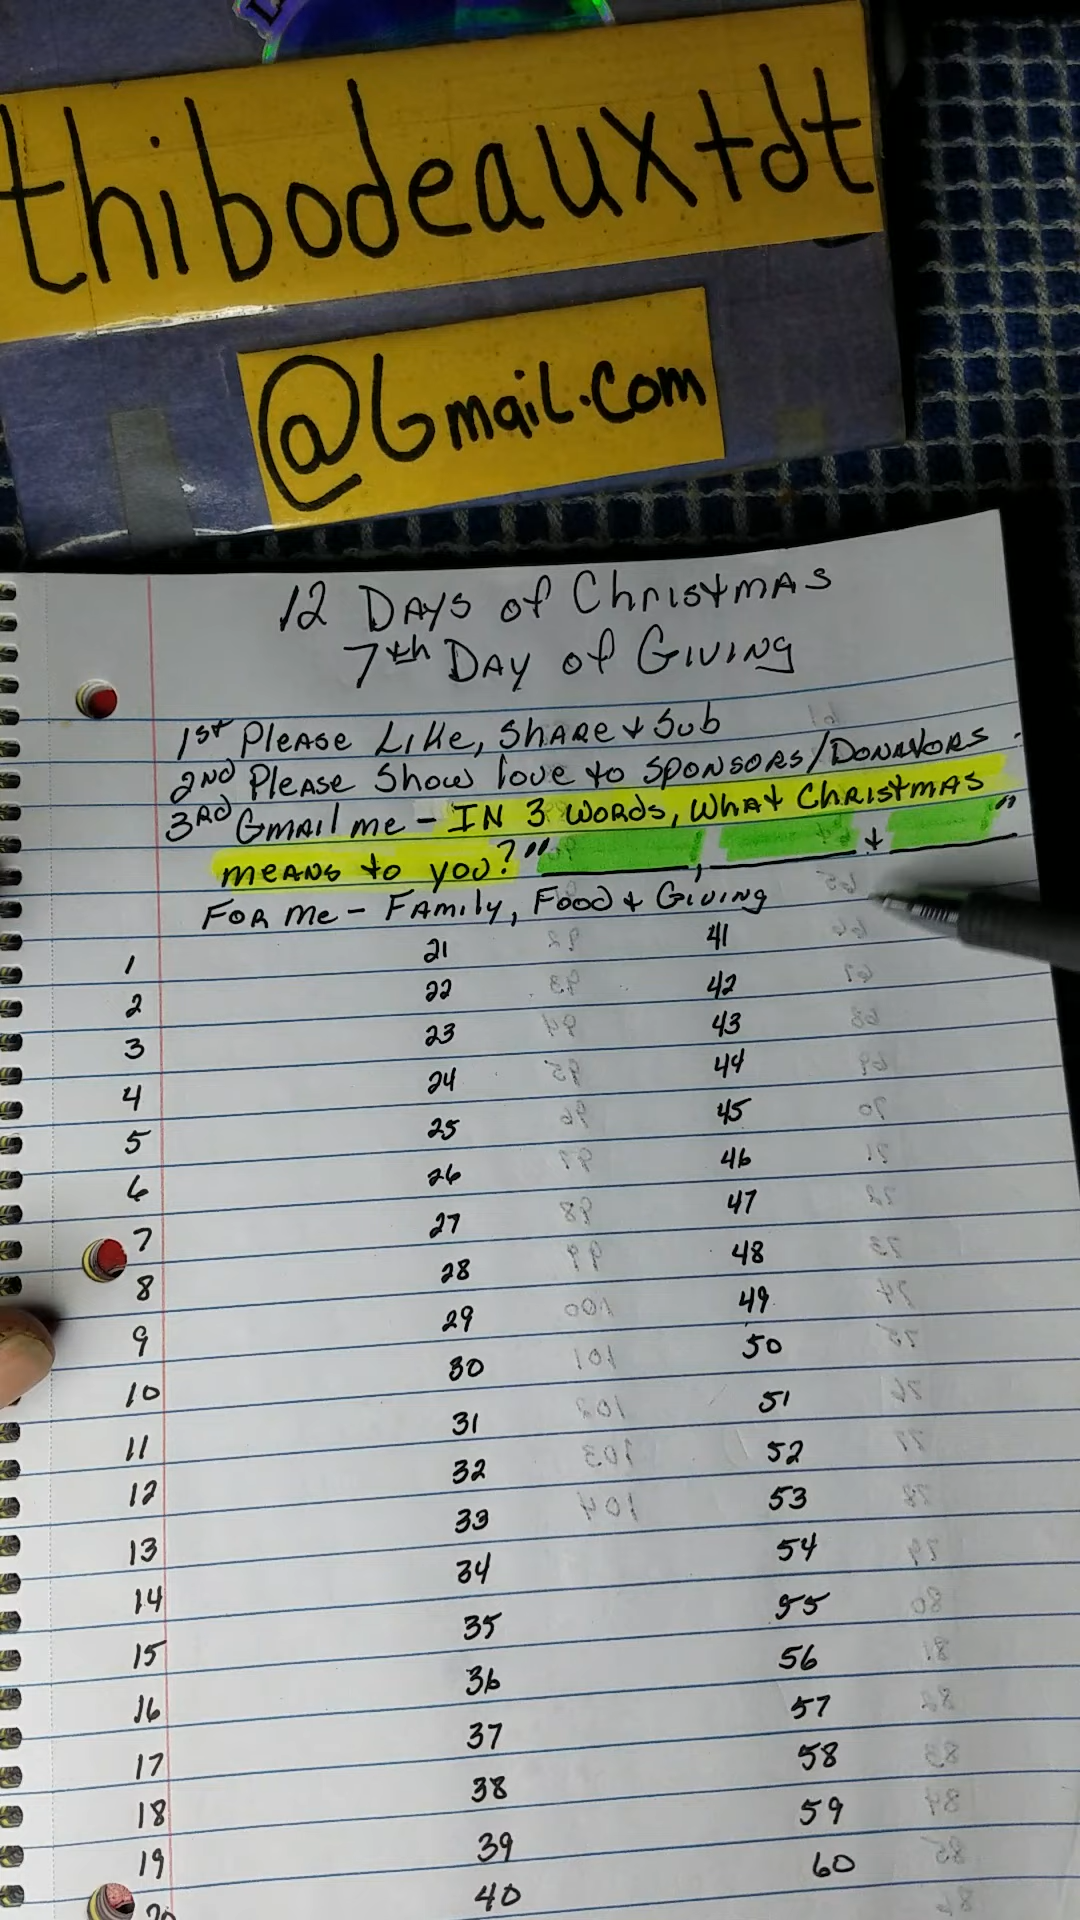 thibodeauxtdt
@Gmail.com
12 DAYS of ChristmAS
7th DAY of GIVING
1st PLEASE LIKE, SHARE + SUB
2ND PLEASE Show love to SPONSORS/DONATORS.
3RD Gmail me - IN 3 WORDS, What ChRISTMAS
MEANS to you? " , + "
FOR me - FAmily, Food + GIVING
1 21 41
2 22 42
3 23 43
4 24 44
5 25 45
6 26 46
7 27 47
8 28 48
9 29 49
10 30 50
11 31 51
12 32 52
13 33 53
14 34 54
15 35 55
16 36 56
17 37 57
18 38 58
19 39 59
20 40 60